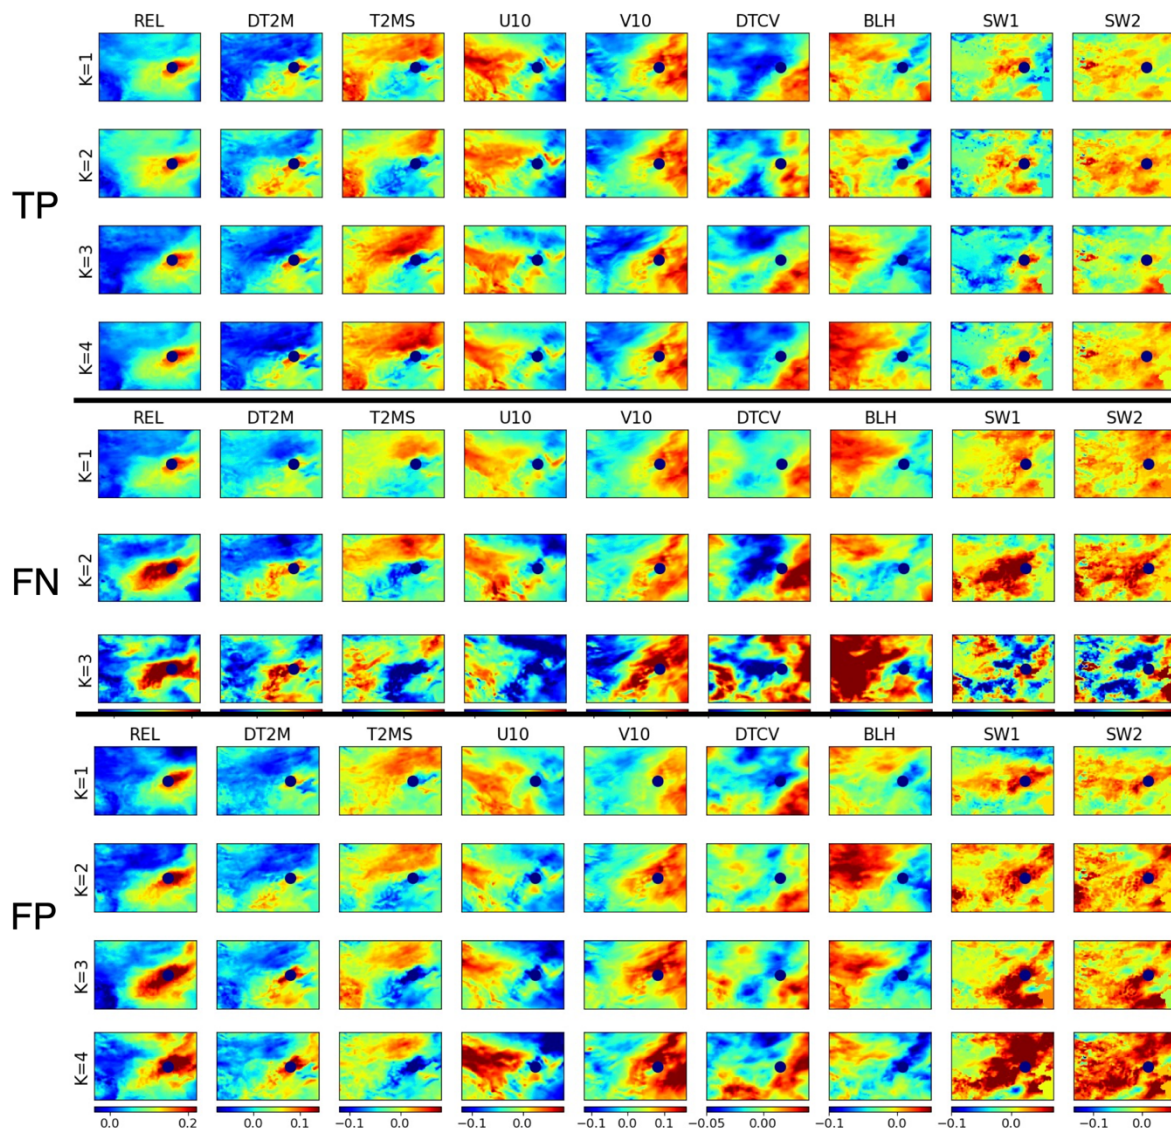 REL DT2M T2MS U10 V10 DTCV BLH SW1 SW2
K=1
K=2
TP
K=3
K=4
REL DT2M T2MS U10 V10 DTCV BLH SW1 SW2
K=1
FN
K=2
K=3
REL DT2M T2MS U10 V10 DTCV BLH SW1 SW2
K=1
K=2
FP
K=3
K=4
0.0 0.2 0.0 0.1 −0.1 0.0 −0.1 0.0 −0.1 0.0 0.1 −0.05 0.00 −0.1 0.0 −0.1 0.0 −0.1 0.0